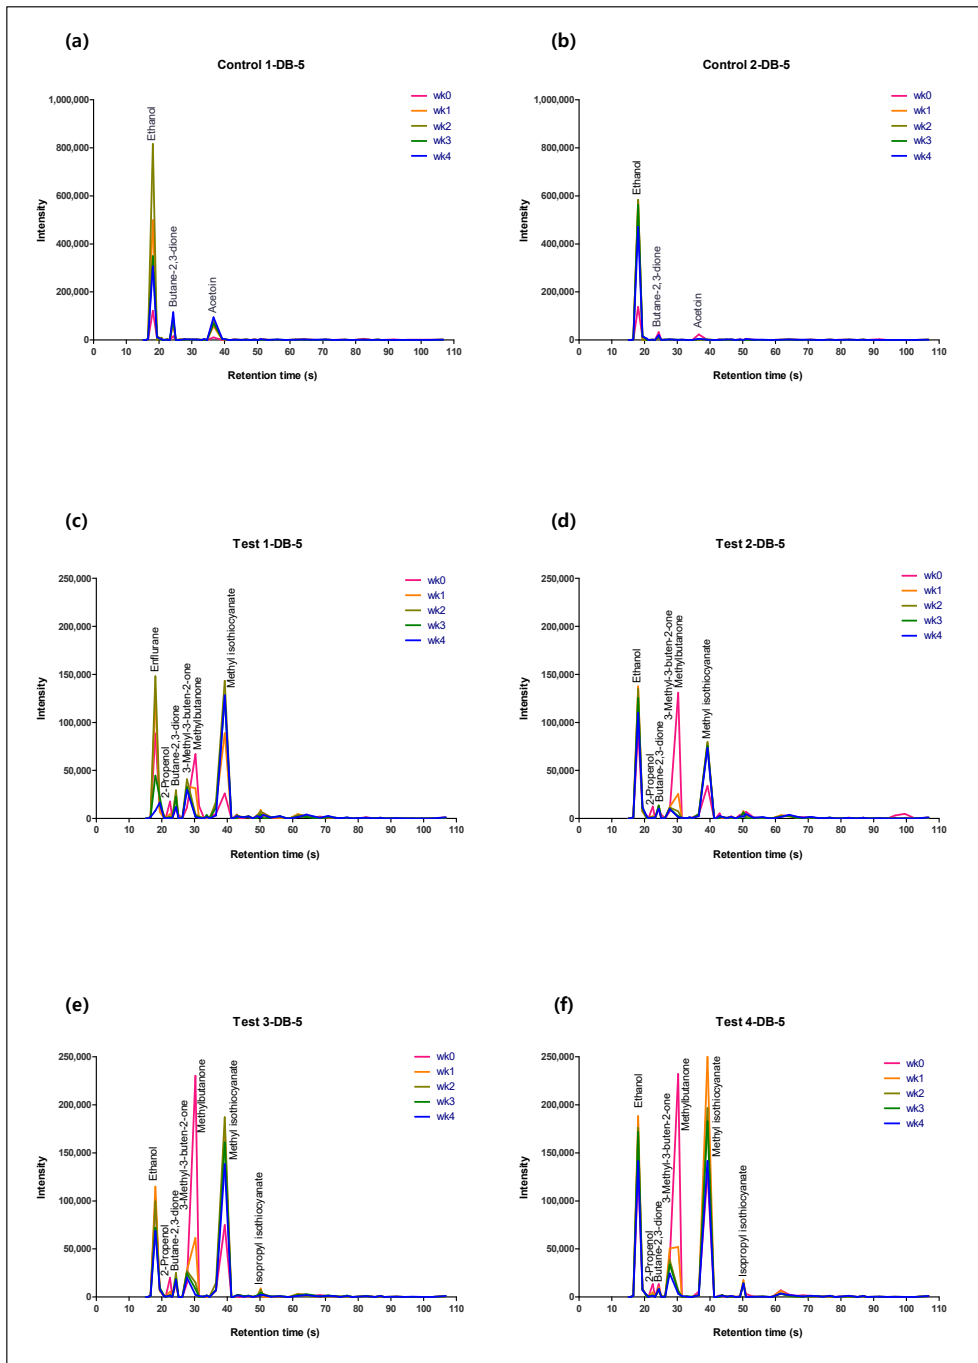 (a)
Control 1-DB-5
wk0
wk1
wk2
wk3
wk4
1,000,000
800,000
600,000
400,000
200,000
0
Intensity
Ethanol
Butane-2,3-dione
Acetoin
0 10 20 30 40 50 60 70 80 90 100 110
Retention time (s)
(b)
Control 2-DB-5
wk0
wk1
wk2
wk3
wk4
1,000,000
800,000
600,000
400,000
200,000
0
Intensity
Ethanol
Butane-2,3-dione
Acetoin
0 10 20 30 40 50 60 70 80 90 100 110
Retention time (s)
(c)
Test 1-DB-5
wk0
wk1
wk2
wk3
wk4
250,000
200,000
150,000
100,000
50,000
0
Intensity
Enflurane
2-Propenol
Butane-2,3-dione
3-Methyl-3-buten-2-one
Methylbutanone
Methyl isothiocyanate
0 10 20 30 40 50 60 70 80 90 100 110
Retention time (s)
(d)
Test 2-DB-5
wk0
wk1
wk2
wk3
wk4
250,000
200,000
150,000
100,000
50,000
0
Intensity
Ethanol
2-Propenol
Butane-2,3-dione
3-Methyl-3-buten-2-one
Methylbutanone
Methyl isothiocyanate
0 10 20 30 40 50 60 70 80 90 100 110
Retention time (s)
(e)
Test 3-DB-5
wk0
wk1
wk2
wk3
wk4
250,000
200,000
150,000
100,000
50,000
0
Intensity
Ethanol
2-Propenol
Butane-2,3-dione
3-Methyl-3-buten-2-one
Methylbutanone
Methyl isothiocyanate
Isopropyl isothiocyanate
0 10 20 30 40 50 60 70 80 90 100 110
Retention time (s)
(f)
Test 4-DB-5
wk0
wk1
wk2
wk3
wk4
250,000
200,000
150,000
100,000
50,000
0
Intensity
Ethanol
2-Propenol
Butane-2,3-dione
3-Methyl-3-buten-2-one
Methylbutanone
Methyl isothiocyanate
Isopropyl isothiocyanate
0 10 20 30 40 50 60 70 80 90 100 110
Retention time (s)